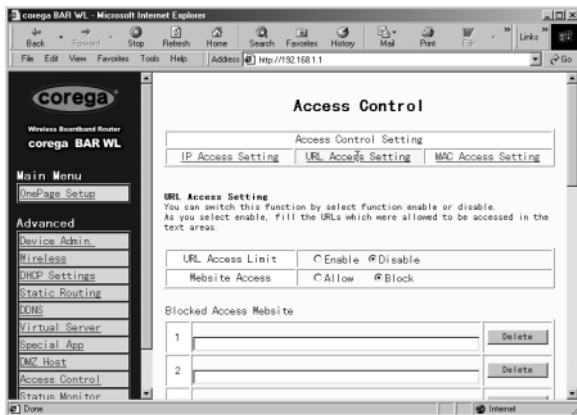 corega BAR WL - Microsoft Internet Explorer
Back Forward Stop Refresh Home Search Favorites History Mail Print Edit Links
File Edit View Favorites Tools Help Address http://192.168.1.1 Go
corega
Wireless Boardband Router
corega BAR WL
Main Menu
OnePage Setup
Advanced
Device Admin.
Wireless
DHCP Settings
Static Routing
DDNS
Virtual Server
Special App
DMZ Host
Access Control
Status Monitor
Access Control
Access Control Setting
IP Access Setting URL Access Setting MAC Access Setting
URL Access Setting
You can switch this function by select function enable or disable.
As you select enable, fill the URLs which were allowed to be accessed in the
text areas.
URL Access Limit Enable Disable
Website Access Allow Block
Blocked Access Website
1 Delete
2 Delete
Done Internet